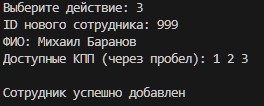 Выберите действие: 3
ID нового сотрудника: 999
ФИО: Михаил Баранов
Доступные КПП (через пробел): 1 2 3
Сотрудник успешно добавлен